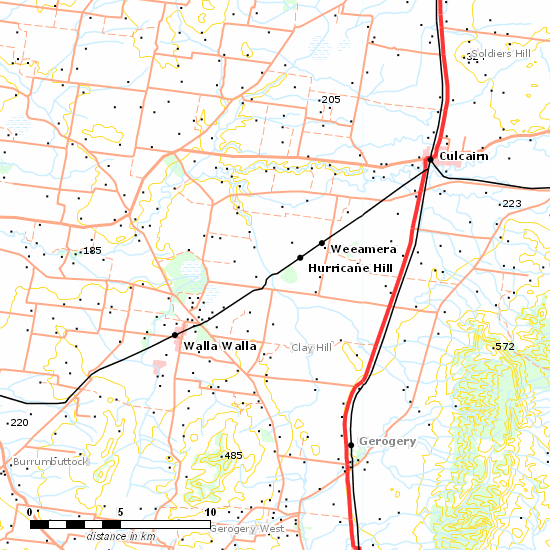 Soldiers Hill
32
205
Culcairn
223
Weeamera
185
Hurricane Hill
Walla Walla
Clay Hill
572
220
Gerogery
485
Burrumbuttock
0 5 10
Gerogery West
distance in km